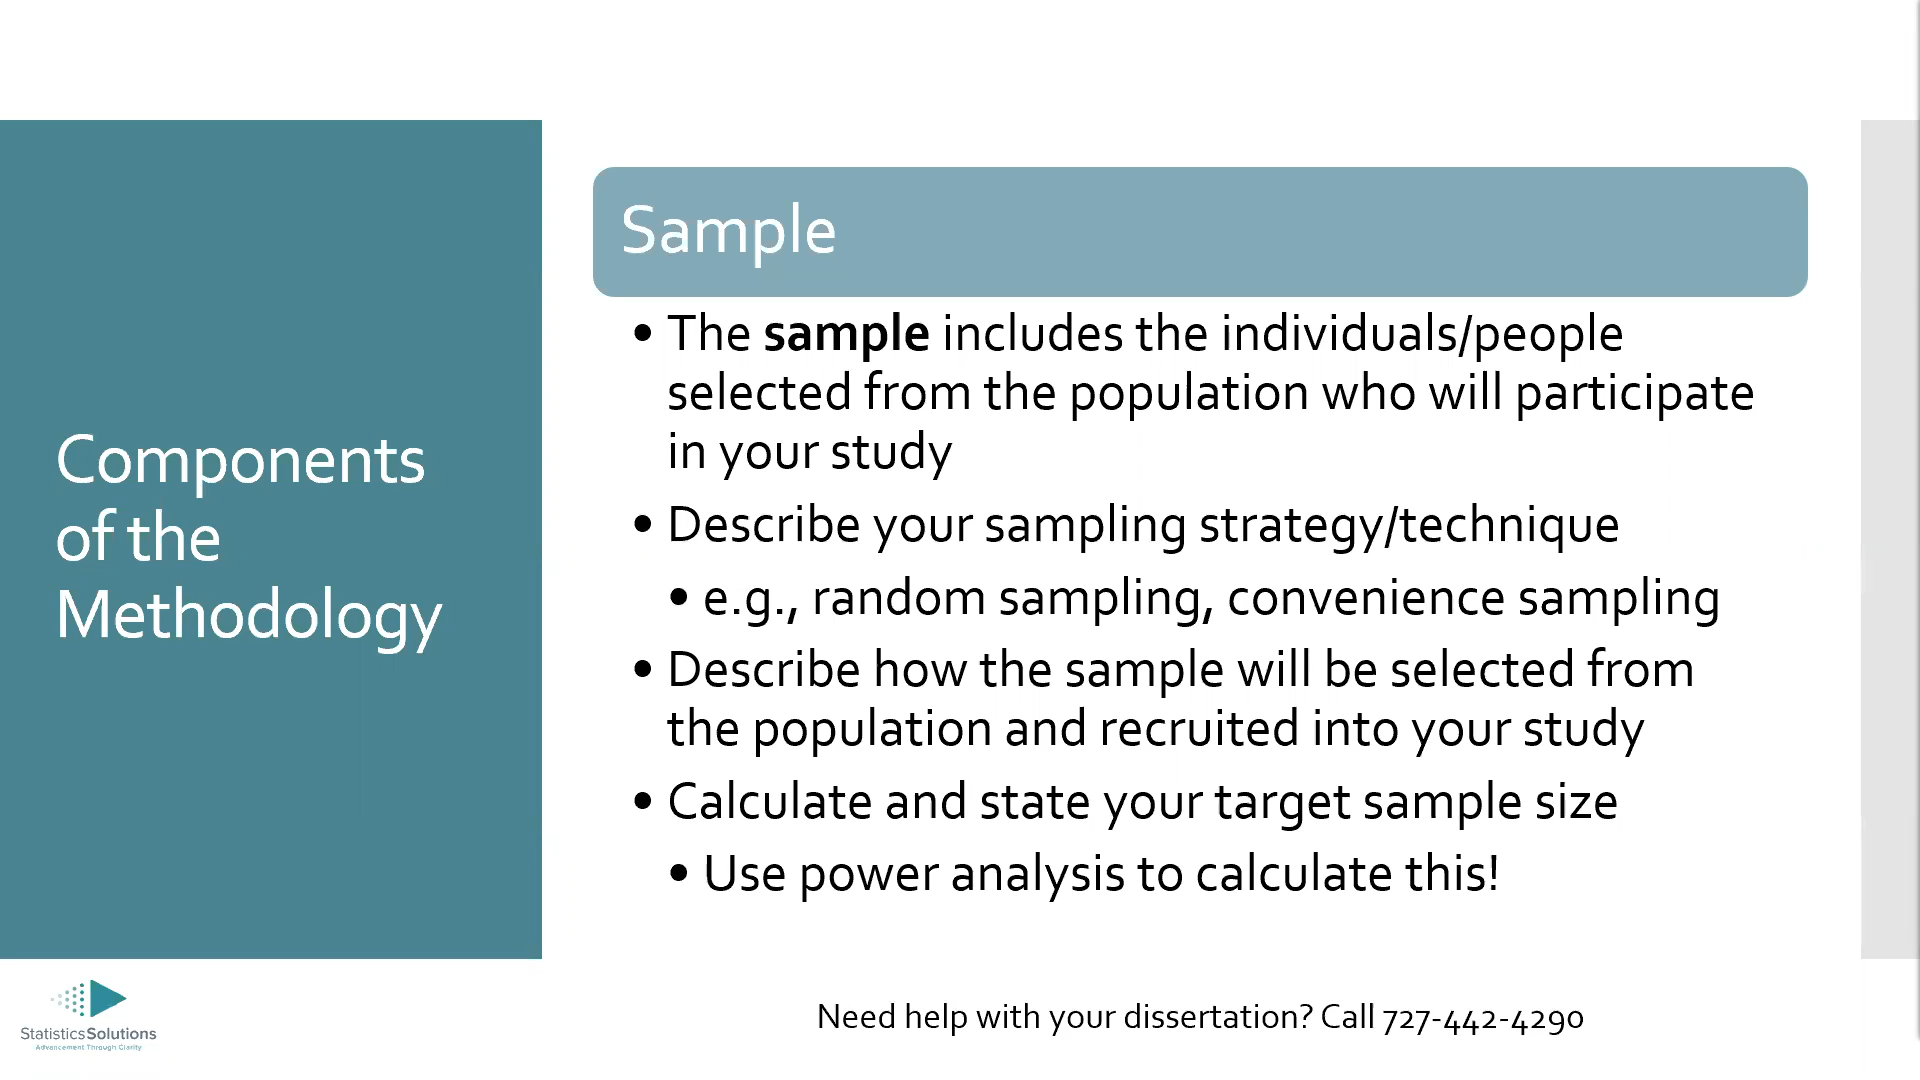 Components
of the
Methodology
Sample
• The sample includes the individuals/people
selected from the population who will participate
in your study
• Describe your sampling strategy/technique
• e.g., random sampling, convenience sampling
• Describe how the sample will be selected from
the population and recruited into your study
• Calculate and state your target sample size
• Use power analysis to calculate this!
StatisticsSolutions
Advancement Through Clarity
Need help with your dissertation? Call 727-442-4290